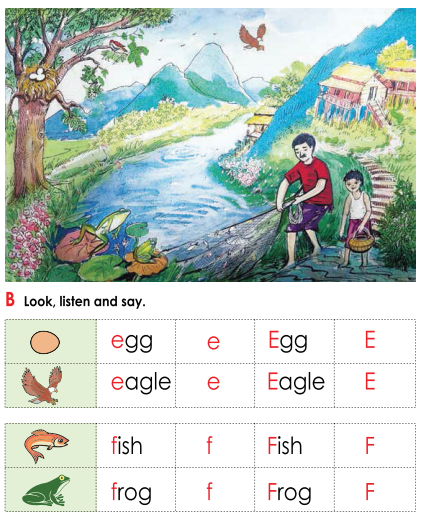 B Look, listen and say.
egg e Egg E
eagle e Eagle E
fish f Fish F
frog f Frog F